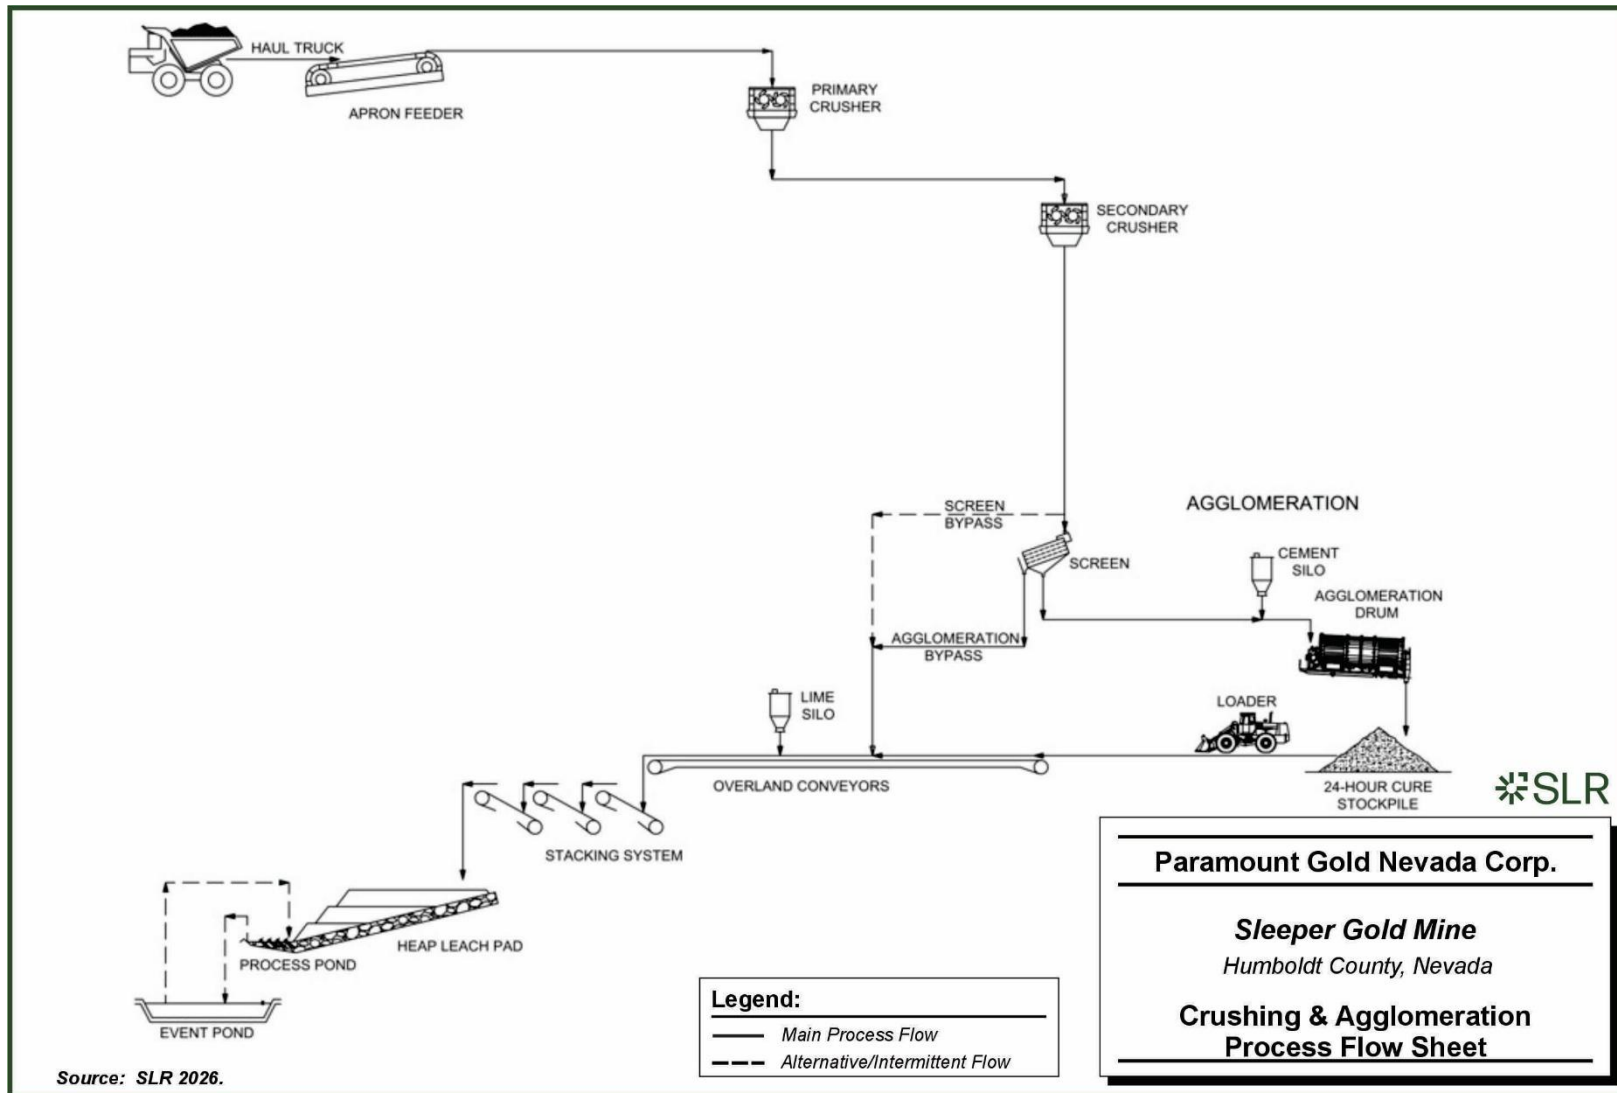 HAUL TRUCK
APRON FEEDER
PRIMARY
CRUSHER
SECONDARY
CRUSHER
SCREEN
BYPASS
AGGLOMERATION
SCREEN
CEMENT
SILO
AGGLOMERATION
DRUM
AGGLOMERATION
BYPASS
LIME
SILO
LOADER
OVERLAND CONVEYORS
24-HOUR CURE
STOCKPILE
STACKING SYSTEM
HEAP LEACH PAD
PROCESS POND
EVENT POND
SLR
Paramount Gold Nevada Corp.
Sleeper Gold Mine
Humboldt County, Nevada
Crushing & Agglomeration
Process Flow Sheet
Legend:
Main Process Flow
Alternative/Intermittent Flow
Source: SLR 2026.